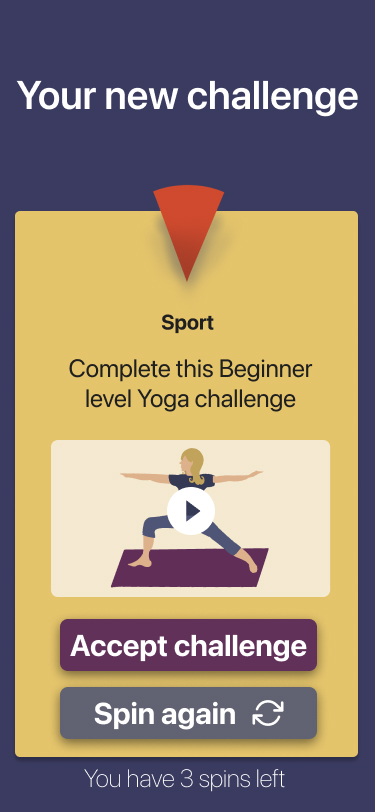 Your new challenge
Sport
Complete this Beginner
level Yoga challenge
Accept challenge
Spin again
You have 3 spins left